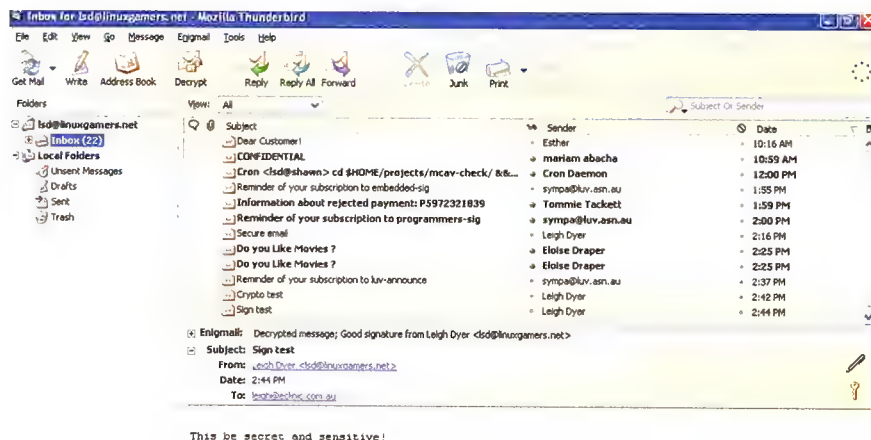 Inbox for lsd@linuxgamers.net - Mozilla Thunderbird
File Edit View Go Message Enigmail Tools Help
Get Mail Write Address Book Decrypt Reply Reply All Forward Junk Print
Folders View: All Subject Or Sender
lsd@linuxgamers.net Subject Sender Date
Inbox (22) Dear Customer! Esther 10:16 AM
Local Folders CONFIDENTIAL mariam abacha 10:59 AM
Unsent Messages Cron <lsd@shawn> cd $HOME/projects/mcav-check/ &&... Cron Daemon 12:00 PM
Drafts Reminder of your subscription to embedded-sig sympa@luv.asn.au 1:55 PM
Sent Information about rejected payment: P5972321839 Tommie Tackett 1:59 PM
Trash Reminder of your subscription to programmers-sig sympa@luv.asn.au 2:00 PM
Secure email Leigh Dyer 2:16 PM
Do you Like Movies ? Eloise Draper 2:25 PM
Do you Like Movies ? Eloise Draper 2:25 PM
Reminder of your subscription to luv-announce sympa@luv.asn.au 2:37 PM
Crypto test Leigh Dyer 2:42 PM
Sign test Leigh Dyer 2:44 PM
Enigmail: Decrypted message; Good signature from Leigh Dyer <lsd@linuxgamers.net>
Subject: Sign test
From: Leigh Dyer <lsd@linuxgamers.net>
Date: 2:44 PM
To:
This be secret and sensitive!